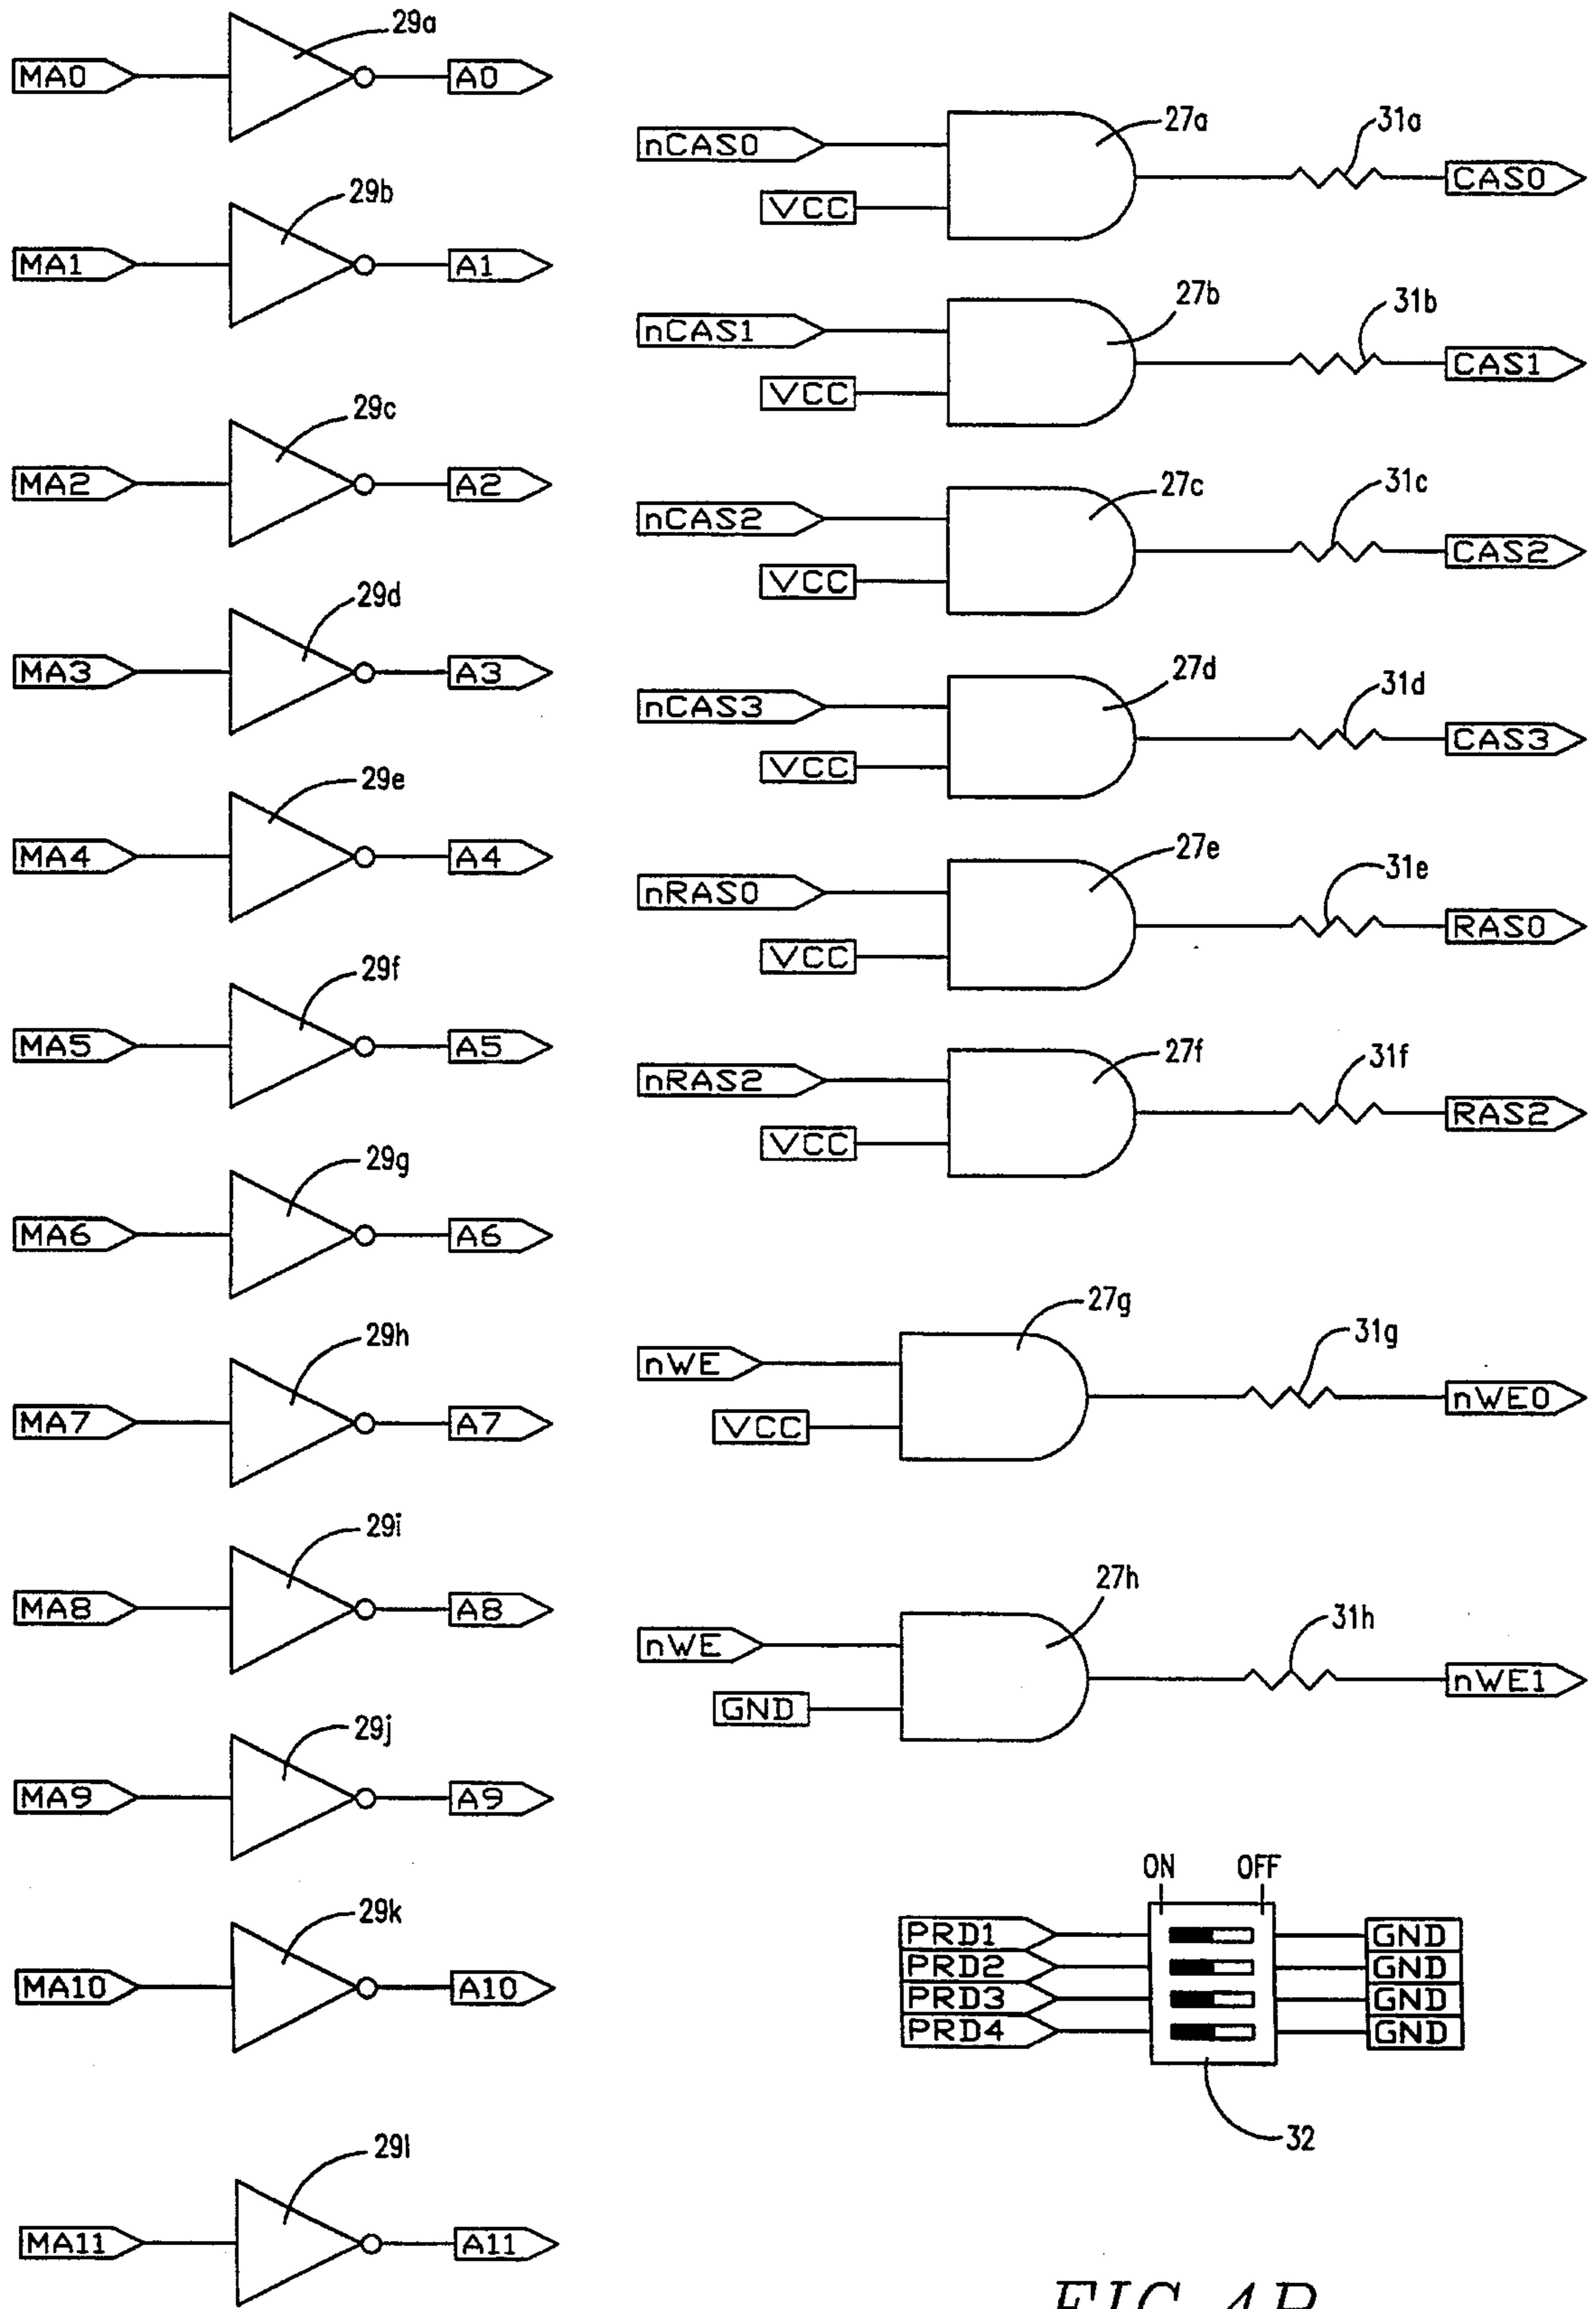 29a
MA0 A0
29b
MA1 A1
29c
MA2 A2
29d
MA3 A3
29e
MA4 A4
29f
MA5 A5
29g
MA6 A6
29h
MA7 A7
29i
MA8 A8
29j
MA9 A9
29k
MA10 A10
29l
MA11 A11
27a 31a
nCAS0 CAS0
VCC
27b 31b
nCAS1 CAS1
VCC
27c 31c
nCAS2 CAS2
VCC
27d 31d
nCAS3 CAS3
VCC
27e 31e
nRAS0 RAS0
VCC
27f 31f
nRAS2 RAS2
VCC
27g 31g
nWE nWE0
VCC
27h 31h
nWE nWE1
GND
ON OFF
PRD1 GND
PRD2 GND
PRD3 GND
PRD4 GND
32
FIG. 4B